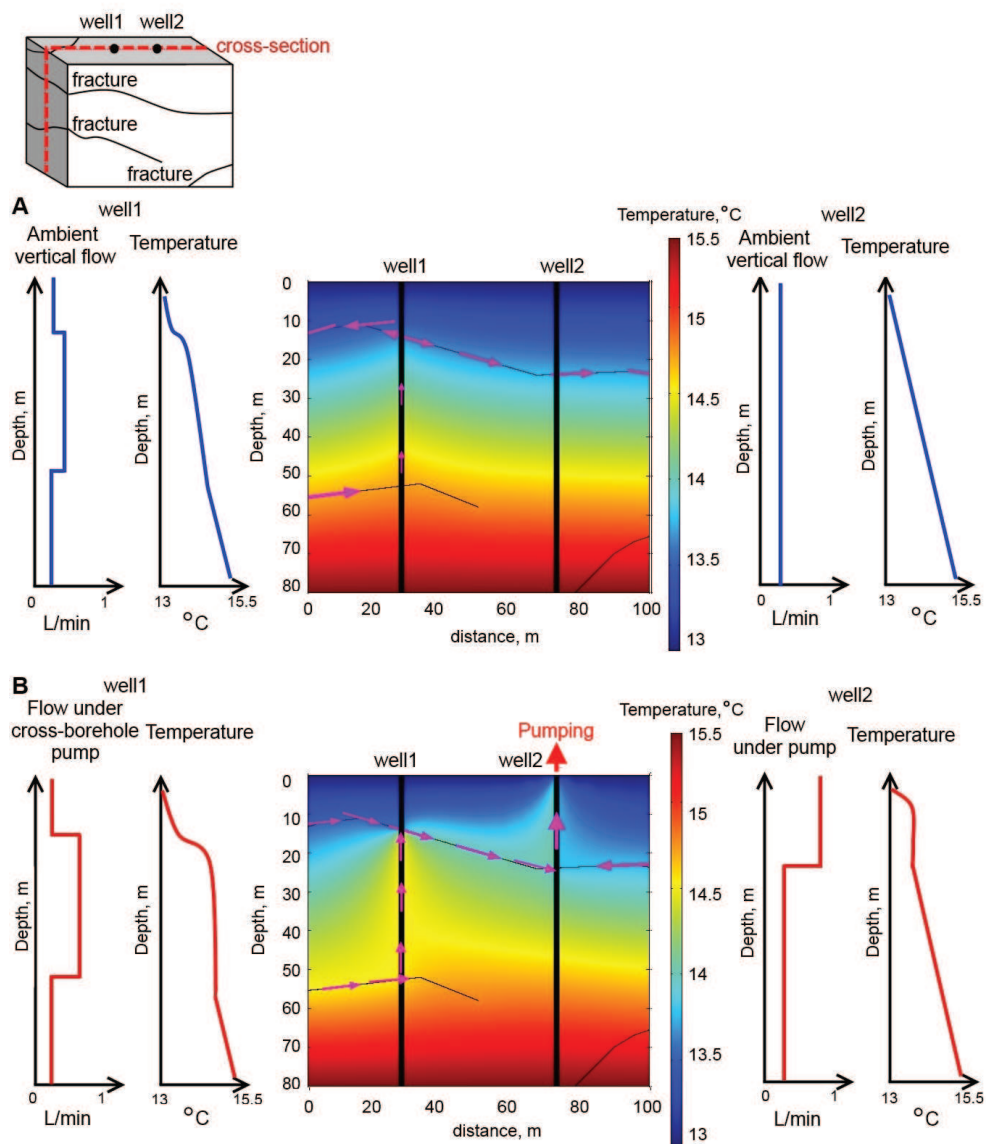 well1 well2
cross-section
fracture
fracture
fracture
A
well1
Ambient
vertical flow
Temperature
Depth, m
0 1
L/min
Depth, m
13 15.5
°C
well1 well2
Depth, m
0
10
20
30
40
50
60
70
80
0 20 40 60 80 100
distance, m
Temperature,°C
15.5
15
14.5
14
13.5
13
well2
Ambient
vertical flow
Temperature
Depth, m
0 1
L/min
Depth, m
13 15.5
°C
B
well1
Flow under
cross-borehole
pump
Temperature
Depth, m
0 1
L/min
Depth, m
13 15.5
°C
Pumping
well1 well2
Depth, m
0
10
20
30
40
50
60
70
80
0 20 40 60 80 100
distance, m
Temperature,°C
15.5
15
14.5
14
13.5
13
well2
Flow
under pump
Temperature
Depth, m
0 1
L/min
Depth, m
13 15.5
°C